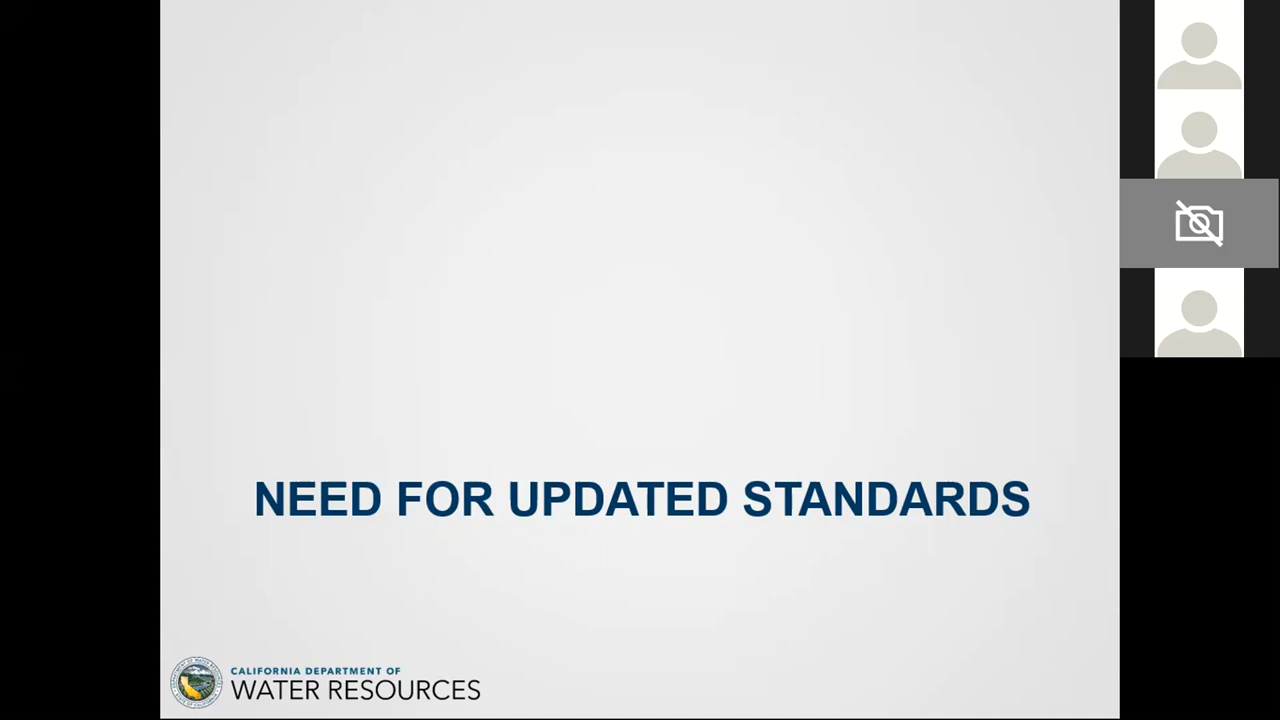 NEED FOR UPDATED STANDARDS
CALIFORNIA DEPARTMENT OF
WATER RESOURCES